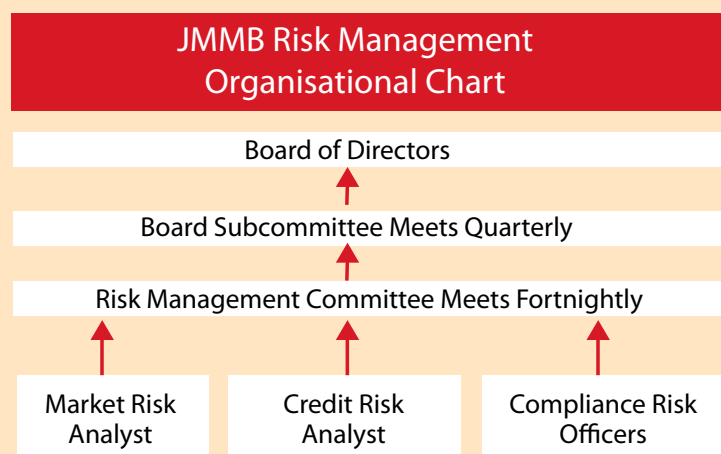 JMMB Risk Management
Organisational Chart
Board of Directors
Board Subcommittee Meets Quarterly
Risk Management Committee Meets Fortnightly
Market Risk
Analyst
Credit Risk
Analyst
Compliance Risk
Officers